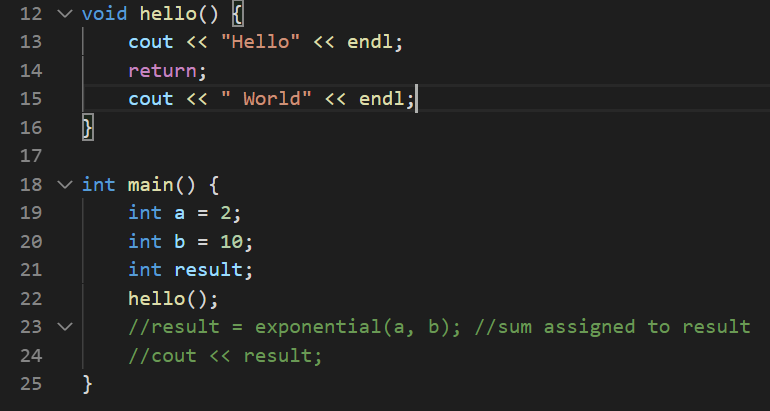 12 void hello() {
13     cout << "Hello" << endl;
14     return;
15     cout << " World" << endl;
16 }
17
18 int main() {
19     int a = 2;
20     int b = 10;
21     int result;
22     hello();
23     //result = exponential(a, b); //sum assigned to result
24     //cout << result;
25 }